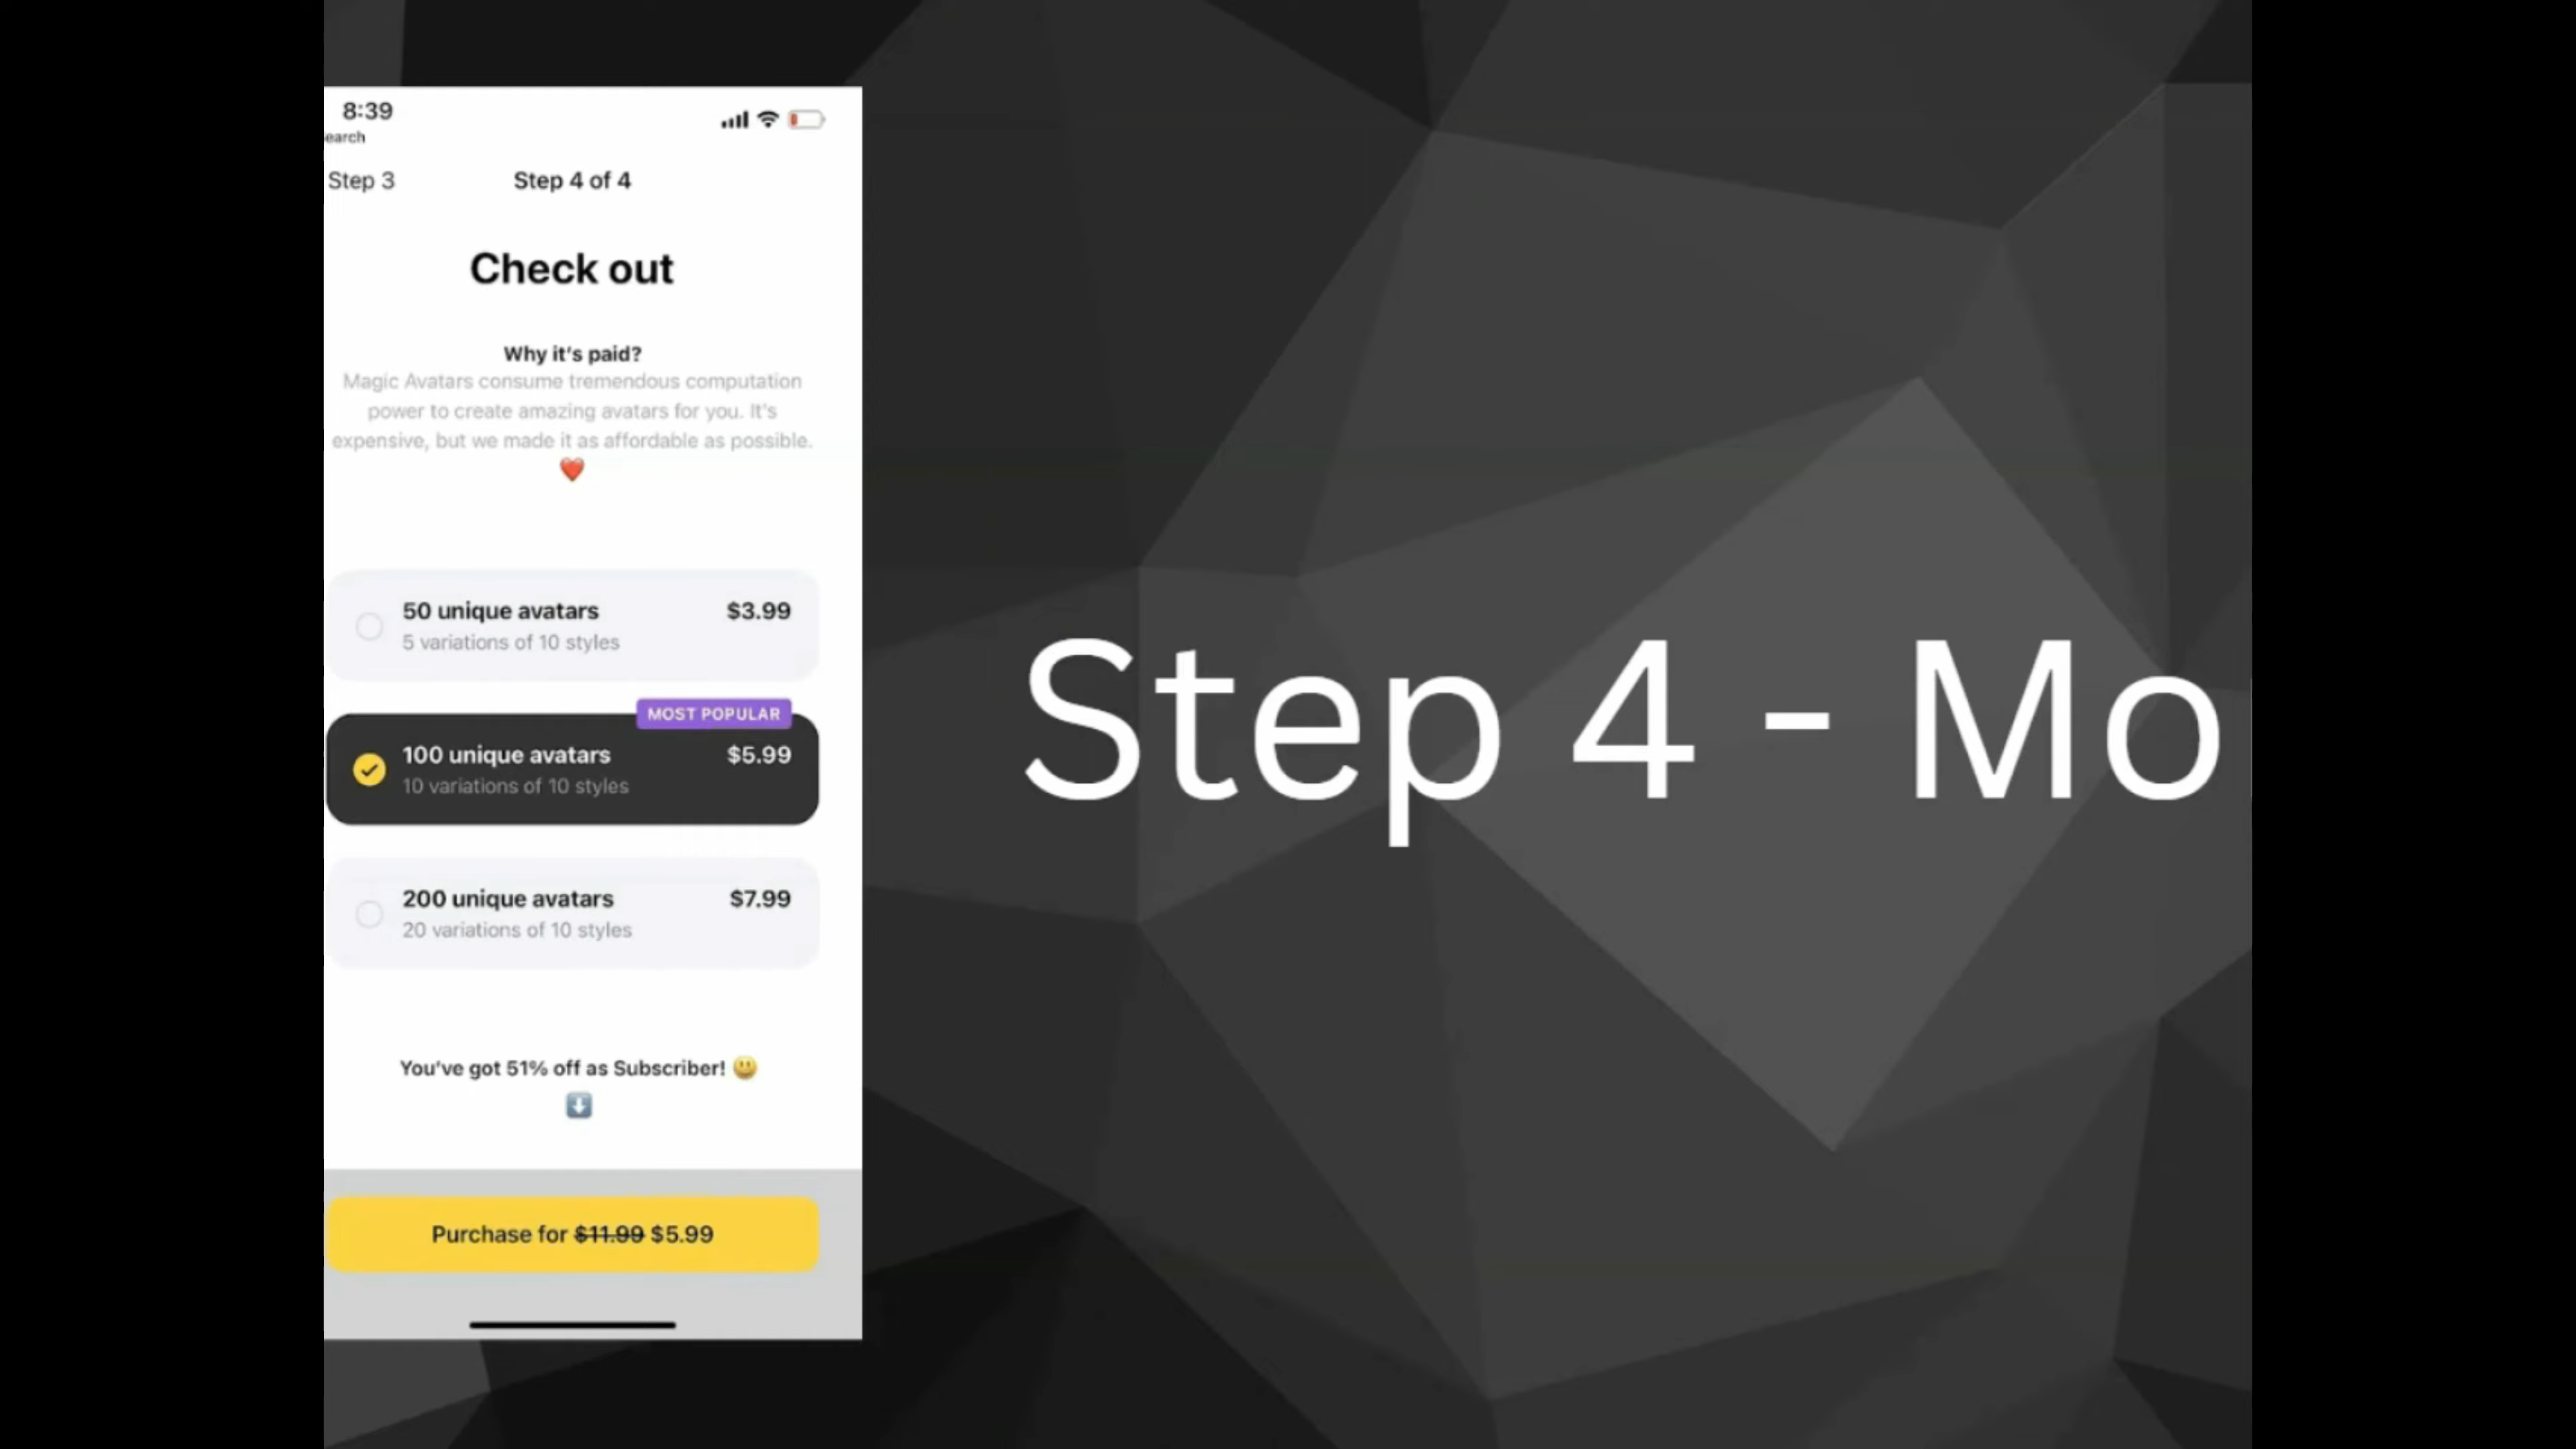 8:39
earch
Step 3
Step 4 of 4
Check out
Why it's paid?
Magic Avatars consume tremendous computation
power to create amazing avatars for you. It's
expensive, but we made it as affordable as possible.
❤️
50 unique avatars $3.99
5 variations of 10 styles
MOST POPULAR
100 unique avatars $5.99
10 variations of 10 styles
200 unique avatars $7.99
20 variations of 10 styles
You've got 51% off as Subscriber! 😃
⬇️
Purchase for $11.99 $5.99
Step 4 - Mo